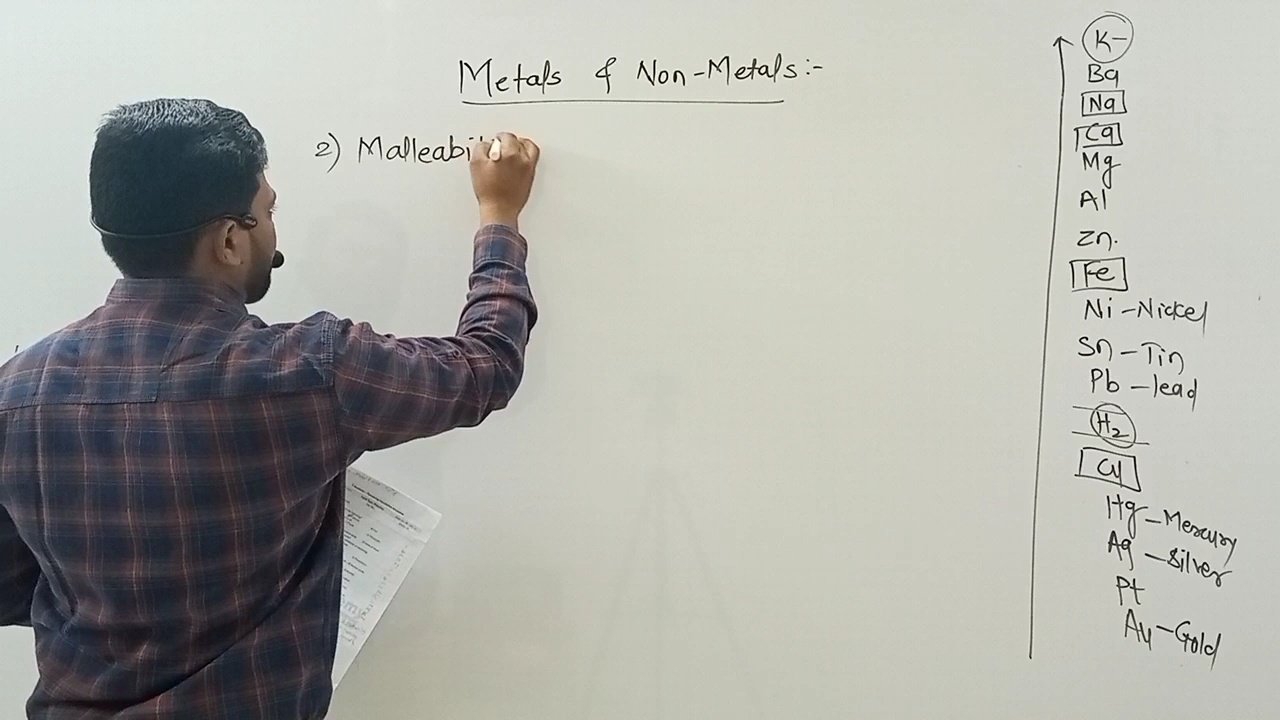 Metals & Non-Metals:-
2) Malleabi
K
Ba
Na
Ca
Mg
Al
Zn.
Fe
Ni - Nickel
Sn - Tin
Pb - lead
H2
Cu
Hg - Mercury
Ag - Silver
Pt
Au - Gold